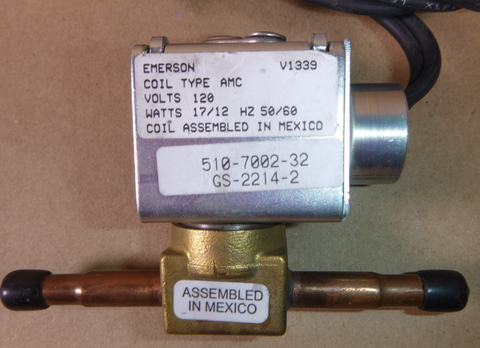 EMERSON V1339
COIL TYPE AMC
VOLTS 120
WATTS 17/12 HZ 50/60
COIL ASSEMBLED IN MEXICO
510-7002-32
GS-2214-2
ASSEMBLED
IN MEXICO